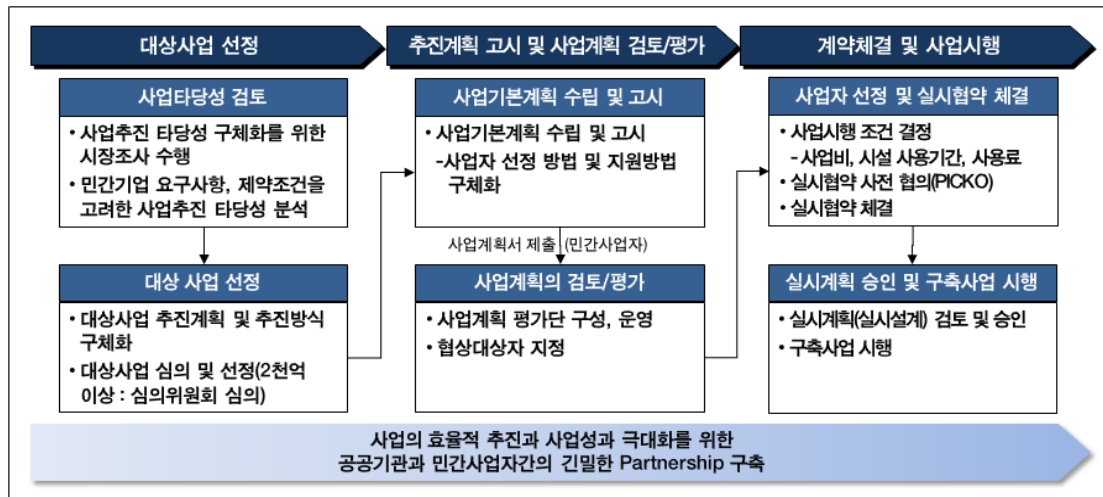 대상사업 선정
추진계획 고시 및 사업계획 검토/평가
계약체결 및 사업시행
사업타당성 검토
• 사업추진 타당성 구체화를 위한
시장조사 수행
• 민간기업 요구사항, 제약조건을
고려한 사업추진 타당성 분석
대상 사업 선정
• 대상사업 추진계획 및 추진방식
구체화
• 대상사업 심의 및 선정(2천억
이상 : 심의위원회 심의)
사업기본계획 수립 및 고시
• 사업기본계획 수립 및 고시
-사업자 선정 방법 및 지원방법
구체화
사업계획서 제출 (민간사업자)
사업계획의 검토/평가
• 사업계획 평가단 구성, 운영
• 협상대상자 지정
사업자 선정 및 실시협약 체결
• 사업시행 조건 결정
- 사업비, 시설 사용기간, 사용료
• 실시협약 사전 협의(PICKO)
• 실시협약 체결
실시계획 승인 및 구축사업 시행
• 실시계획(실시설계) 검토 및 승인
• 구축사업 시행
사업의 효율적 추진과 사업성과 극대화를 위한
공공기관과 민간사업자간의 긴밀한 Partnership 구축